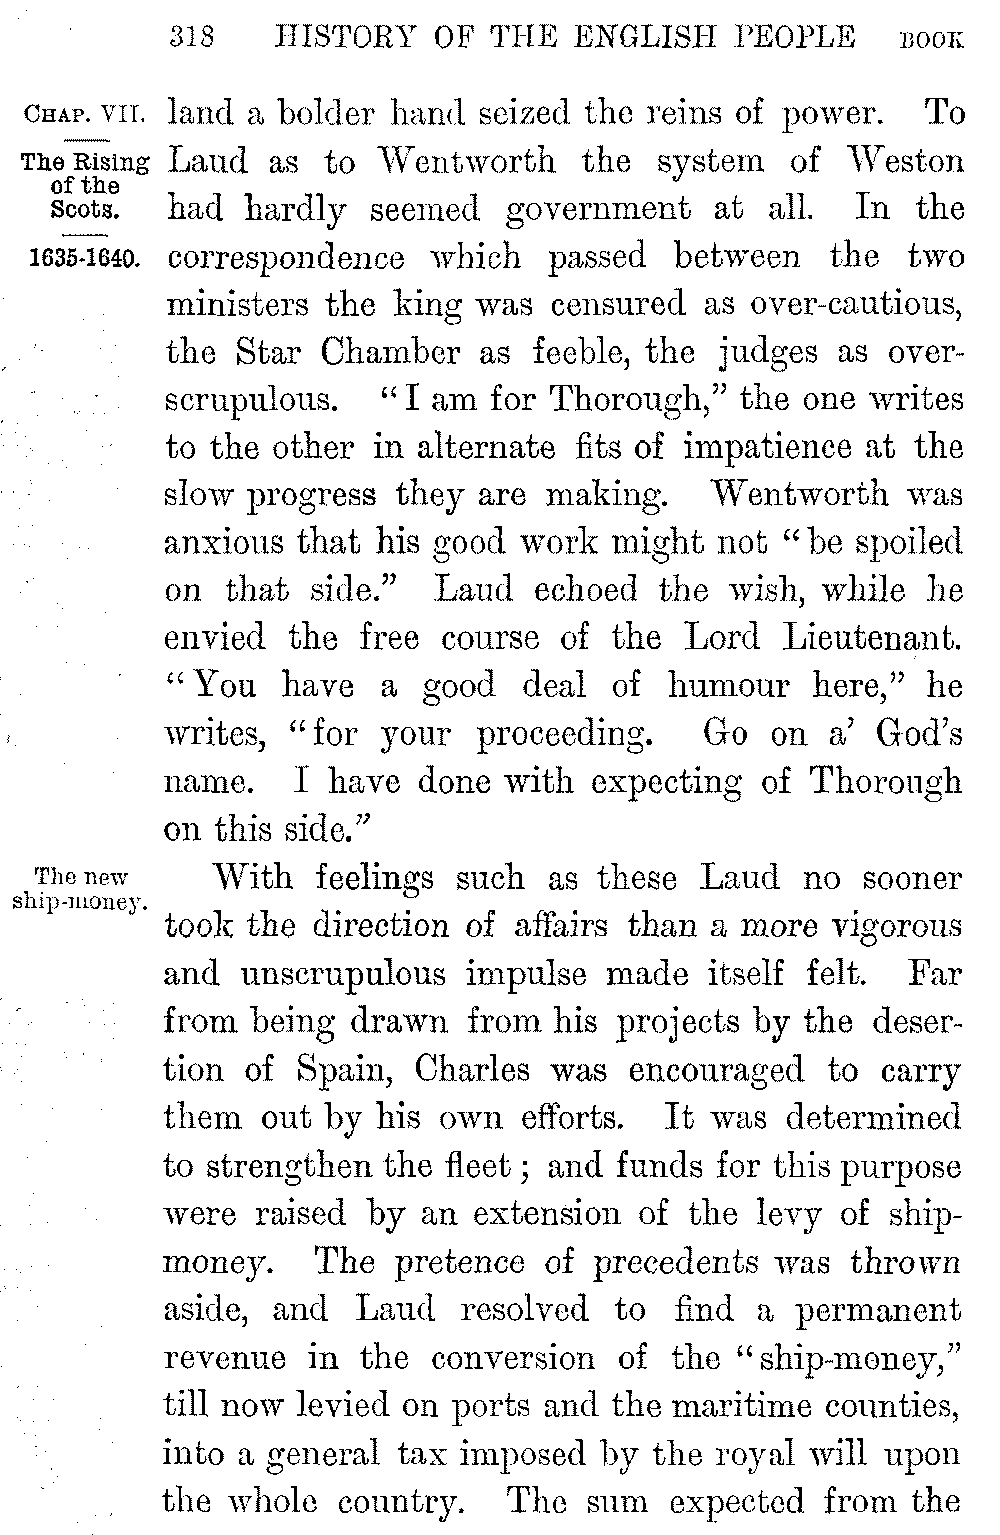 318 HISTORY OF THE ENGLISH PEOPLE BOOK
CHAP. VII.
The Rising
of the
Scots.
1635-1640.
land a bolder hand seized the reins of power. To
Laud as to Wentworth the system of Weston
had hardly seemed government at all. In the
correspondence which passed between the two
ministers the king was censured as over-cautious,
the Star Chamber as feeble, the judges as over-
scrupulous. "I am for Thorough," the one writes
to the other in alternate fits of impatience at the
slow progress they are making. Wentworth was
anxious that his good work might not "be spoiled
on that side." Laud echoed the wish, while he
envied the free course of the Lord Lieutenant.
"You have a good deal of humour here," he
writes, "for your proceeding. Go on a' God's
name. I have done with expecting of Thorough
on this side."
The new
ship-money.
With feelings such as these Laud no sooner
took the direction of affairs than a more vigorous
and unscrupulous impulse made itself felt. Far
from being drawn from his projects by the deser-
tion of Spain, Charles was encouraged to carry
them out by his own efforts. It was determined
to strengthen the fleet; and funds for this purpose
were raised by an extension of the levy of ship-
money. The pretence of precedents was thrown
aside, and Laud resolved to find a permanent
revenue in the conversion of the "ship-money,"
till now levied on ports and the maritime counties,
into a general tax imposed by the royal will upon
the whole country. The sum expected from the